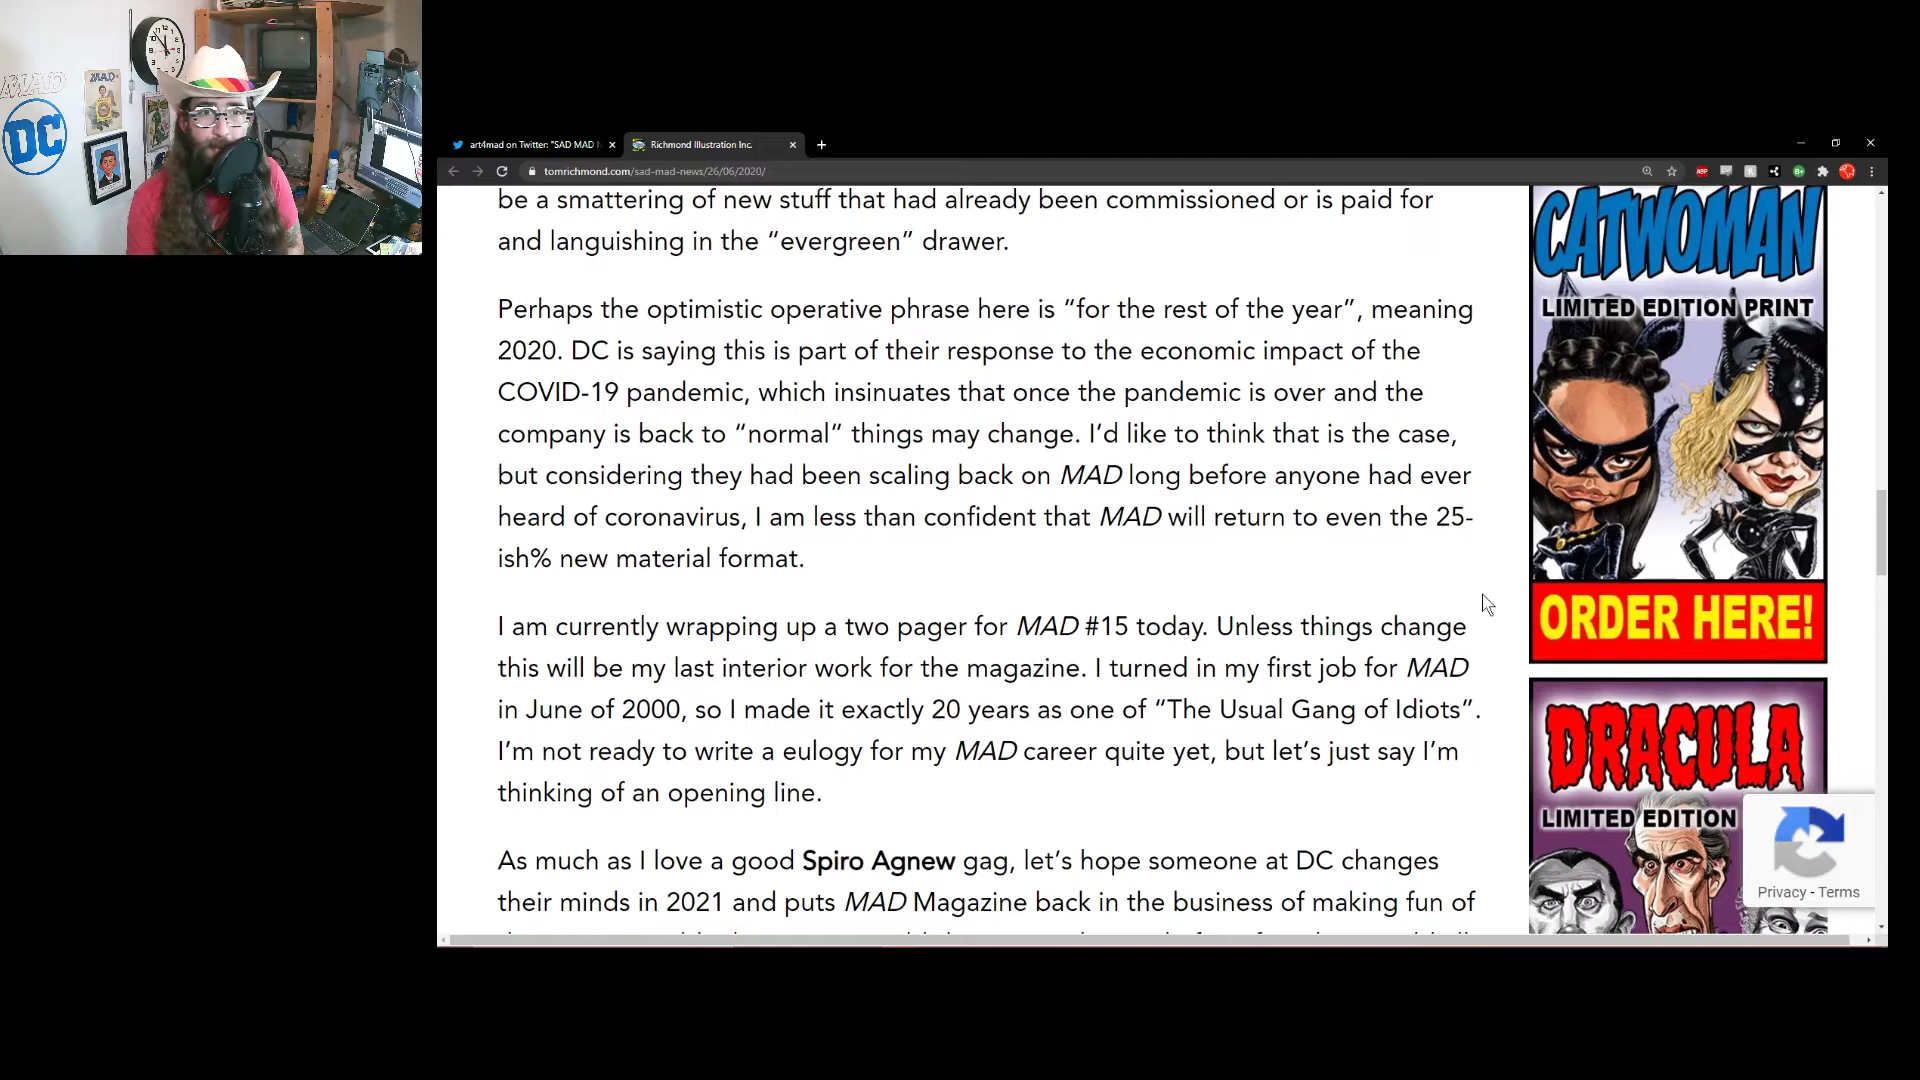 MAD
MAD
DC
art4mad on Twitter: "SAD MAD
Richmond Illustration Inc.
tomrichmond.com/sad-mad-news/26/06/2020/
be a smattering of new stuff that had already been commissioned or is paid for
and languishing in the “evergreen” drawer.
Perhaps the optimistic operative phrase here is “for the rest of the year”, meaning
2020. DC is saying this is part of their response to the economic impact of the
COVID-19 pandemic, which insinuates that once the pandemic is over and the
company is back to “normal” things may change. I’d like to think that is the case,
but considering they had been scaling back on MAD long before anyone had ever
heard of coronavirus, I am less than confident that MAD will return to even the 25-
ish% new material format.
I am currently wrapping up a two pager for MAD #15 today. Unless things change
this will be my last interior work for the magazine. I turned in my first job for MAD
in June of 2000, so I made it exactly 20 years as one of “The Usual Gang of Idiots”.
I’m not ready to write a eulogy for my MAD career quite yet, but let’s just say I’m
thinking of an opening line.
As much as I love a good Spiro Agnew gag, let’s hope someone at DC changes
their minds in 2021 and puts MAD Magazine back in the business of making fun of
CATWOMAN
LIMITED EDITION PRINT
ORDER HERE!
DRACULA
LIMITED EDITION
Privacy - Terms